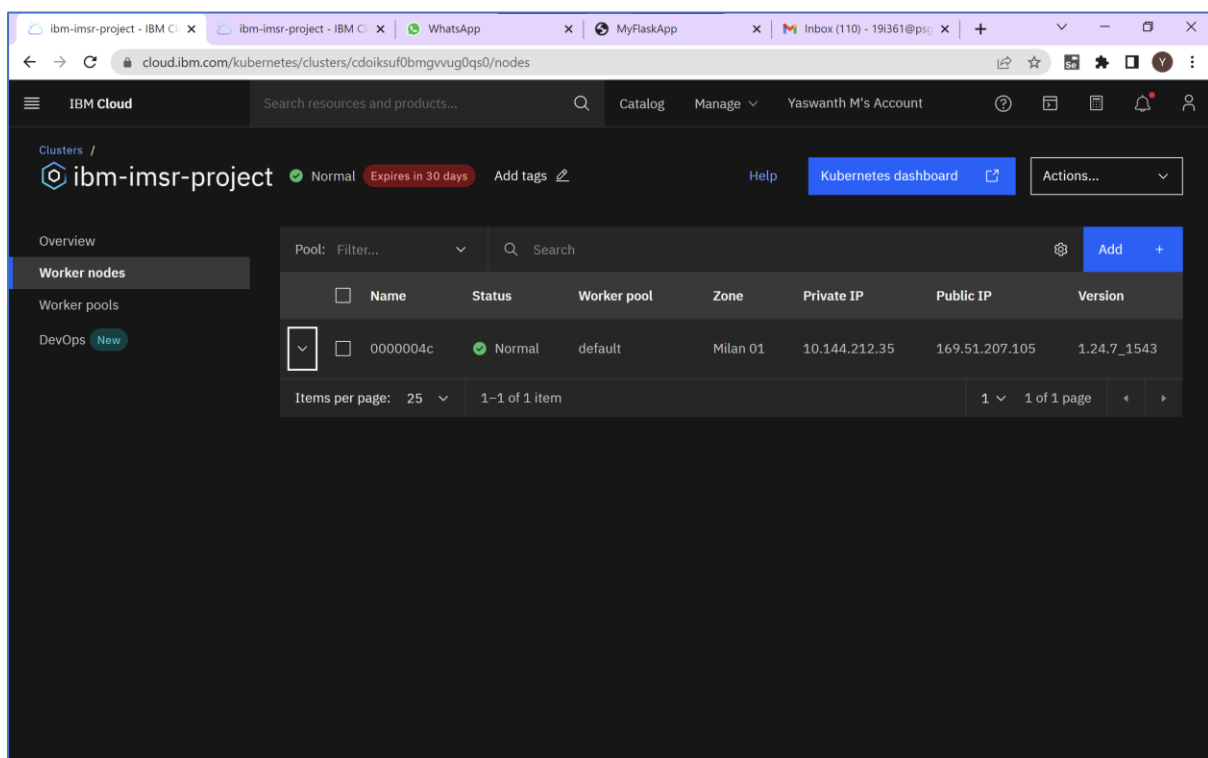 ibm-imsr-project - IBM Cl ibm-imsr-project - IBM Cl WhatsApp MyFlaskApp Inbox (110) - 19i361@psg
cloud.ibm.com/kubernetes/clusters/cdoiksuf0bmgvvug0qs0/nodes Se Y
IBM Cloud Search resources and products... Catalog Manage Yaswanth M's Account
Clusters /
ibm-imsr-project Normal Expires in 30 days Add tags Help Kubernetes dashboard Actions...
Overview
Worker nodes
Worker pools
DevOps New
Pool: Filter... Search Add +
Name Status Worker pool Zone Private IP Public IP Version
0000004c Normal default Milan 01 10.144.212.35 169.51.207.105 1.24.7_1543
Items per page: 25 1–1 of 1 item 1 1 of 1 page